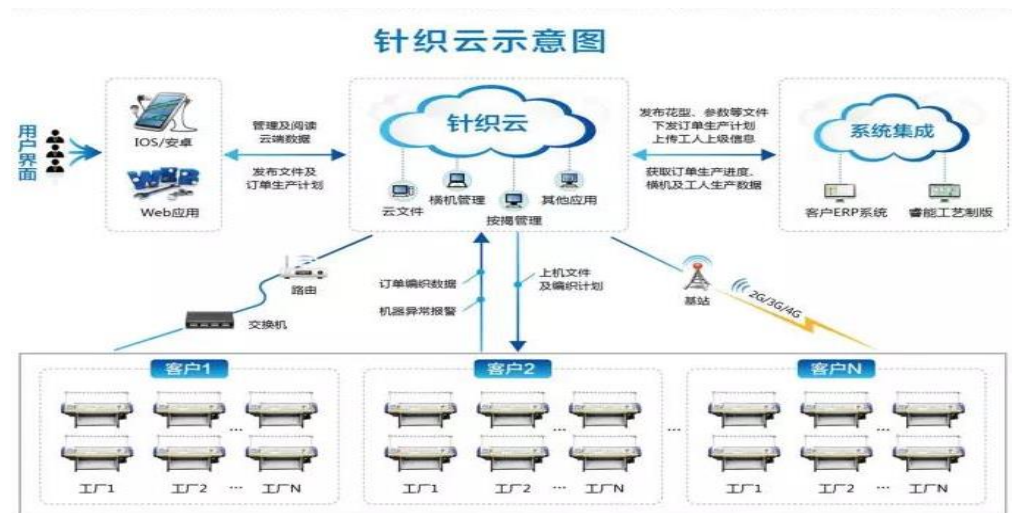 针织云示意图
用户界面
IOS/安卓
WEB
Web应用
管理及阅读
云端数据
发布文件及
订单生产计划
针织云
云文件
横机管理
按揭管理
其他应用
发布花型、参数等文件
下发订单生产计划
上传工人上级信息
获取订单生产进度、
横机及工人生产数据
系统集成
客户ERP系统
睿能工艺制版
路由
交换机
订单编织数据
机器异常报警
上机文件
及编织计划
基站
2G/3G/4G
客户1
客户2
客户N
...
...
...
...
工厂1
工厂2
...
工厂N
工厂1
工厂2
...
工厂N
工厂1
工厂2
...
工厂N